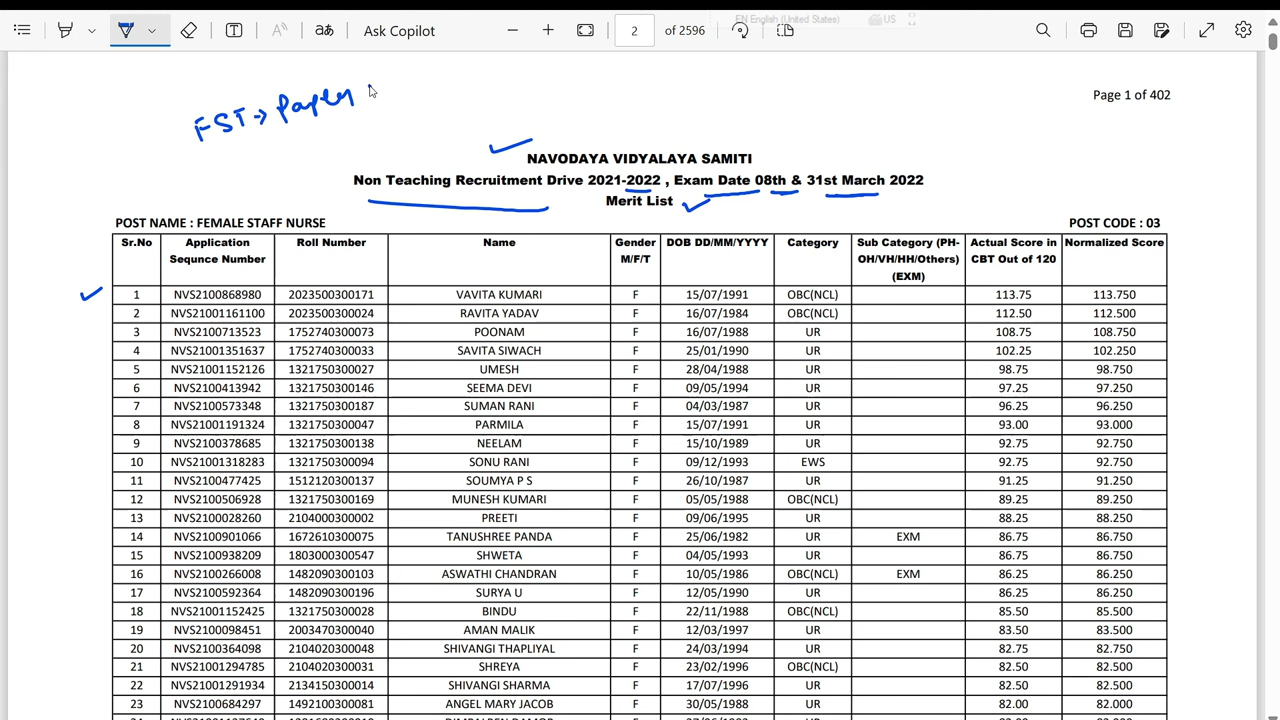 EN English (United States) US
Ask Copilot 2 of 2596
Page 1 of 402
FST → Paper
NAVODAYA VIDYALAYA SAMITI
Non Teaching Recruitment Drive 2021-2022 , Exam Date 08th & 31st March 2022
Merit List
POST NAME : FEMALE STAFF NURSE POST CODE : 03
Sr.No Application Sequnce Number Roll Number Name Gender M/F/T DOB DD/MM/YYYY Category Sub Category (PH-OH/VH/HH/Others) (EXM) Actual Score in CBT Out of 120 Normalized Score
1 NVS2100868980 2023500300171 VAVITA KUMARI F 15/07/1991 OBC(NCL) 113.75 113.750
2 NVS21001161100 2023500300024 RAVITA YADAV F 16/07/1984 OBC(NCL) 112.50 112.500
3 NVS2100713523 1752740300073 POONAM F 16/07/1988 UR 108.75 108.750
4 NVS21001351637 1752740300033 SAVITA SIWACH F 25/01/1990 UR 102.25 102.250
5 NVS21001152126 1321750300027 UMESH F 28/04/1988 UR 98.75 98.750
6 NVS2100413942 1321750300146 SEEMA DEVI F 09/05/1994 UR 97.25 97.250
7 NVS2100573348 1321750300187 SUMAN RANI F 04/03/1987 UR 96.25 96.250
8 NVS21001191324 1321750300047 PARMILA F 15/07/1991 UR 93.00 93.000
9 NVS2100378685 1321750300138 NEELAM F 15/10/1989 UR 92.75 92.750
10 NVS21001318283 1321750300094 SONU RANI F 09/12/1993 EWS 92.75 92.750
11 NVS2100477425 1512120300137 SOUMYA P S F 26/10/1987 UR 91.25 91.250
12 NVS2100506928 1321750300169 MUNESH KUMARI F 05/05/1988 OBC(NCL) 89.25 89.250
13 NVS2100028260 2104000300002 PREETI F 09/06/1995 UR 88.25 88.250
14 NVS2100901066 1672610300075 TANUSHREE PANDA F 25/06/1982 UR EXM 86.75 86.750
15 NVS2100938209 1803000300547 SHWETA F 04/05/1993 UR 86.75 86.750
16 NVS2100266008 1482090300103 ASWATHI CHANDRAN F 10/05/1986 OBC(NCL) EXM 86.25 86.250
17 NVS2100592364 1482090300196 SURYA U F 12/05/1990 UR 86.25 86.250
18 NVS21001152425 1321750300028 BINDU F 22/11/1988 OBC(NCL) 85.50 85.500
19 NVS2100098451 2003470300040 AMAN MALIK F 12/03/1997 UR 83.50 83.500
20 NVS2100364098 2104020300048 SHIVANGI THAPLIYAL F 24/03/1994 UR 82.75 82.750
21 NVS21001294785 2104020300031 SHREYA F 23/02/1996 OBC(NCL) 82.50 82.500
22 NVS21001291934 2134150300014 SHIVANGI SHARMA F 17/07/1996 UR 82.50 82.500
23 NVS2100684297 1492100300081 ANGEL MARY JACOB F 30/05/1988 UR 82.00 82.000